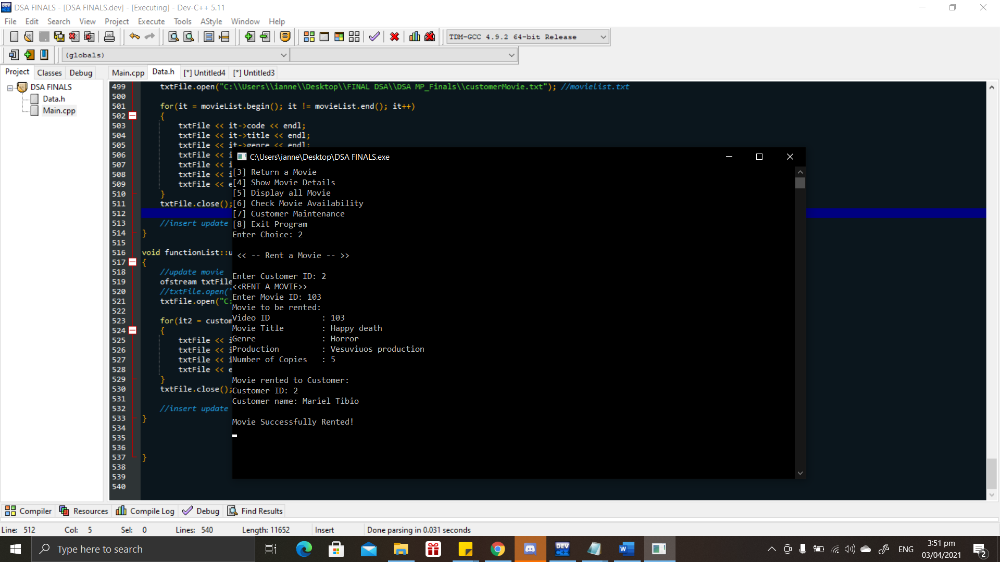 DSA FINALS - [DSA FINALS.dev] - [Executing] - Dev-C++ 5.11
File Edit Search View Project Execute Tools AStyle Window Help
TDM-GCC 4.9.2 64-bit Release
(globals)
Project Classes Debug
Main.cpp Data.h [*] Untitled4 [*] Untitled3
DSA FINALS
Data.h
Main.cpp
499 txtFile.open("C:\\Users\\ianne\\Desktop\\FINAL DSA\\DSA MP_Finals\\customerMovie.txt"); //movielist.txt
500
501 for(it = movieList.begin(); it != movieList.end(); it++)
502 {
503 txtFile << it->code << endl;
504 txtFile << it->title << endl;
505 txtFile << it->genre << endl;
506 txtFile << i
507 txtFile << i
508 txtFile << i
509 txtFile << e
510 }
511 txtFile.close();
512
513 //insert update
514 }
515
516 void functionList::u
517 {
518 //update movie
519 ofstream txtFile
520 //txtFile.open("
521 txtFile.open("C:
522
523 for(it2 = custom
524 {
525 txtFile << i
526 txtFile << i
527 txtFile << i
528 txtFile << e
529 }
530 txtFile.close();
531
532 //insert update
533 }
534
535
536
537 }
538
539
540
C:\Users\ianne\Desktop\DSA FINALS.exe
[3] Return a Movie
[4] Show Movie Details
[5] Display all Movie
[6] Check Movie Availability
[7] Customer Maintenance
[8] Exit Program
Enter Choice: 2
<< -- Rent a Movie -- >>
Enter Customer ID: 2
<<RENT A MOVIE>>
Enter Movie ID: 103
Movie to be rented:
Video ID : 103
Movie Title : Happy death
Genre : Horror
Production : Vesuviuos production
Number of Copies : 5
Movie rented to Customer:
Customer ID: 2
Customer name: Mariel Tibio
Movie Successfully Rented!
Compiler Resources Compile Log Debug Find Results
Line: 512 Col: 5 Sel: 0 Lines: 540 Length: 11652 Insert Done parsing in 0.031 seconds
Type here to search
DEV C++
W
ENG
3:51 pm
03/04/2021
2